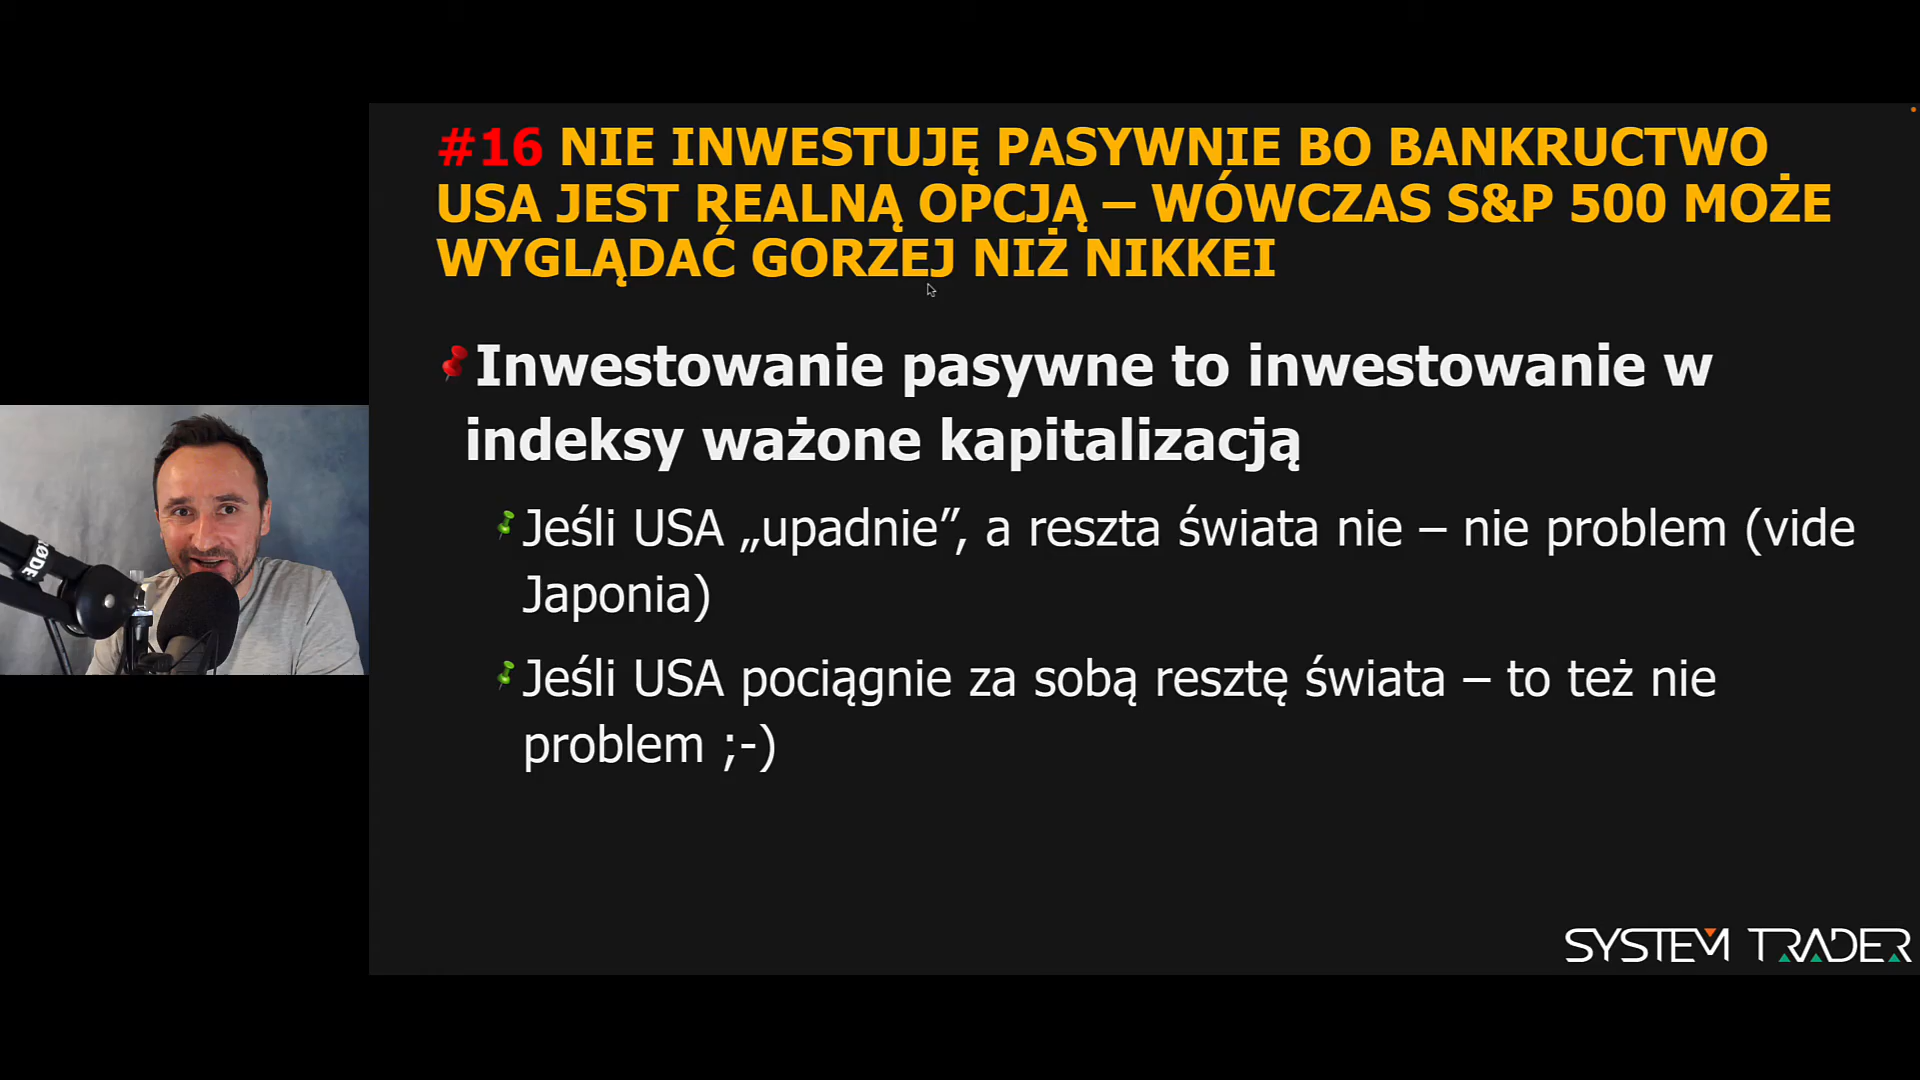 #16 NIE INWESTUJĘ PASYWNIE BO BANKRUCTWO
USA JEST REALNĄ OPCJĄ – WÓWCZAS S&P 500 MOŻE
WYGLĄDAĆ GORZEJ NIŻ NIKKEI
Inwestowanie pasywne to inwestowanie w
indeksy ważone kapitalizacją
Jeśli USA „upadnie”, a reszta świata nie – nie problem (vide
Japonia)
Jeśli USA pociągnie za sobą resztę świata – to też nie
problem ;-)
RØDE
SYSTEM TRADER